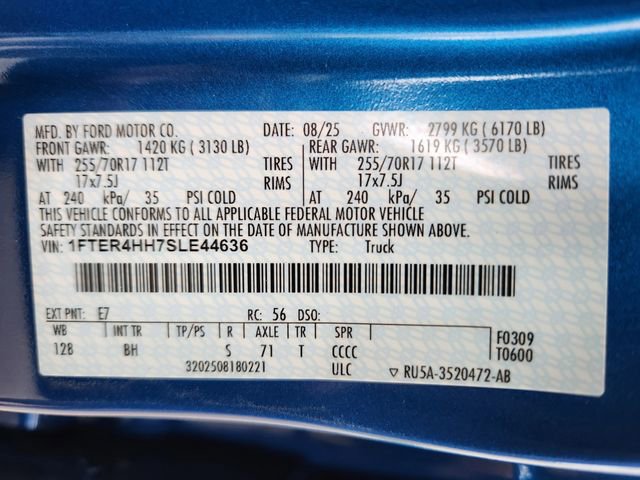 MFD. BY FORD MOTOR CO. DATE: 08/25 GVWR: 2799 KG ( 6170 LB)
FRONT GAWR: 1420 KG ( 3130 LB) REAR GAWR: 1619 KG ( 3570 LB)
WITH 255/70R17 112T TIRES WITH 255/70R17 112T TIRES
17x7.5J RIMS 17x7.5J RIMS
AT 240 kPa/ 35 PSI COLD AT 240 kPa/ 35 PSI COLD
THIS VEHICLE CONFORMS TO ALL APPLICABLE FEDERAL MOTOR VEHICLE
SAFETY STANDARDS IN EFFECT ON THE DATE OF MANUFACTURE SHOWN ABOVE.
VIN: 1FTER4HH7SLE44636 TYPE: Truck
EXT PNT: E7 RC: 56 DSO:
WB INT TR TP/PS R AXLE TR SPR F0309
128 BH S 71 T CCCC T0600
3202508180221 ULC ▽ RU5A-3520472-AB